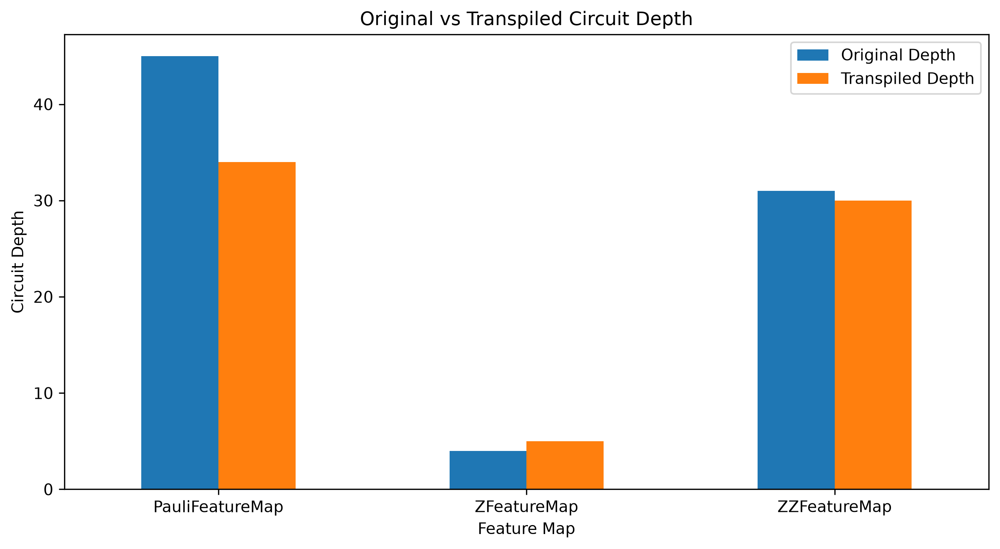 Original vs Transpiled Circuit Depth
Original Depth
Transpiled Depth
Circuit Depth
40
30
20
10
0
PauliFeatureMap
ZFeatureMap
ZZFeatureMap
Feature Map